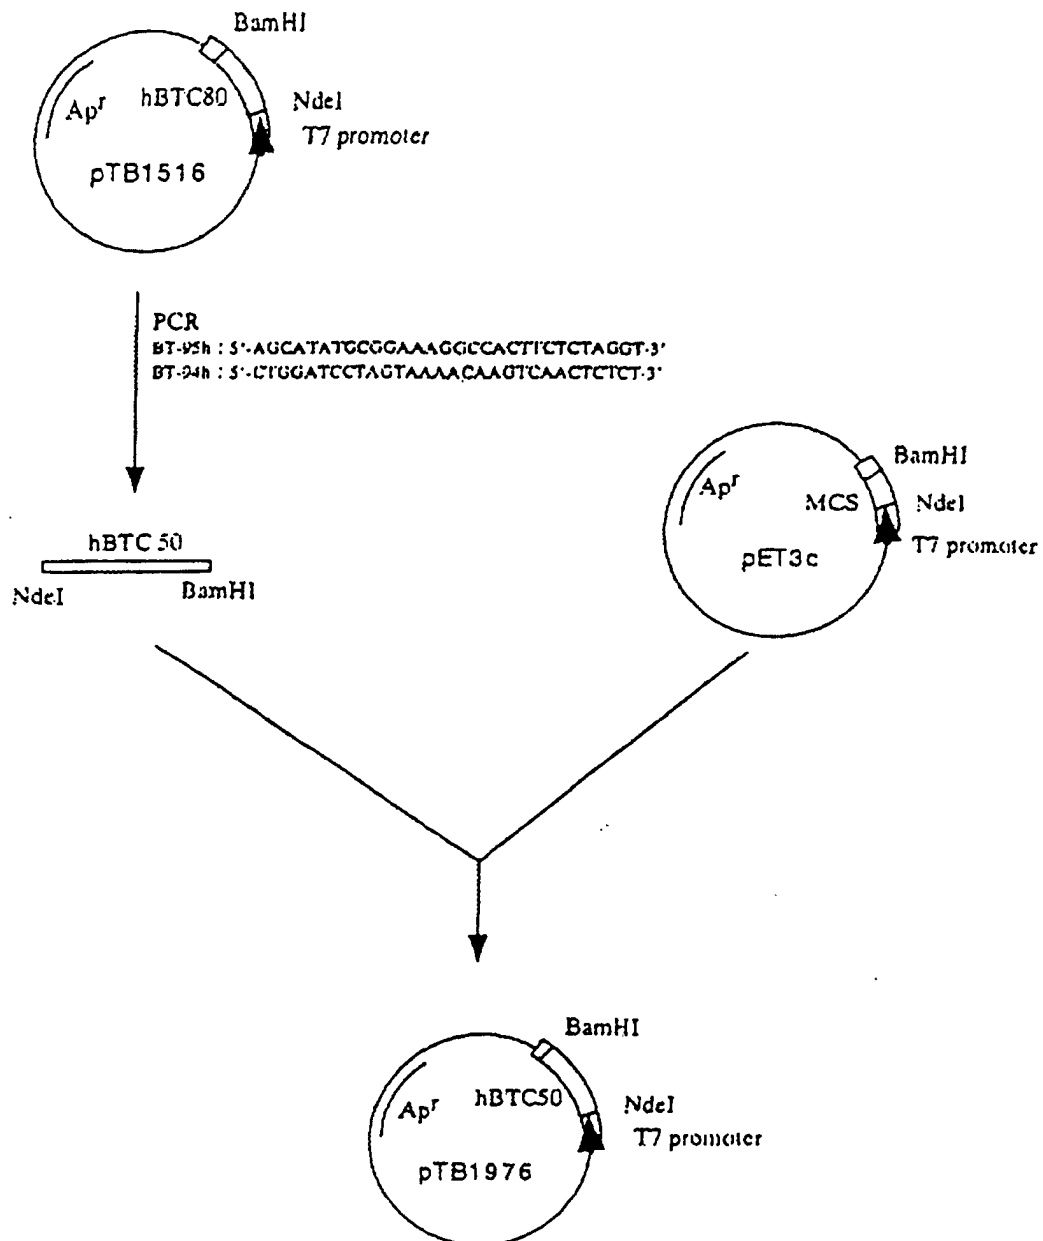 BamHI
hBTC80
NdeI
Apr
T7 promoter
pTB1516
PCR
BT-95h : 5'-AGCATATGCGGAAAGGCCACTTCTCTAGGT-3'
BT-94h : 5'-CTGGATCCTAGTAAAACAAGTCAACTCTCT-3'
BamHI
Apr
MCS
NdeI
T7 promoter
pET3c
hBTC 50
NdeI
BamHI
BamHI
hBTC50
NdeI
Apr
T7 promoter
pTB1976